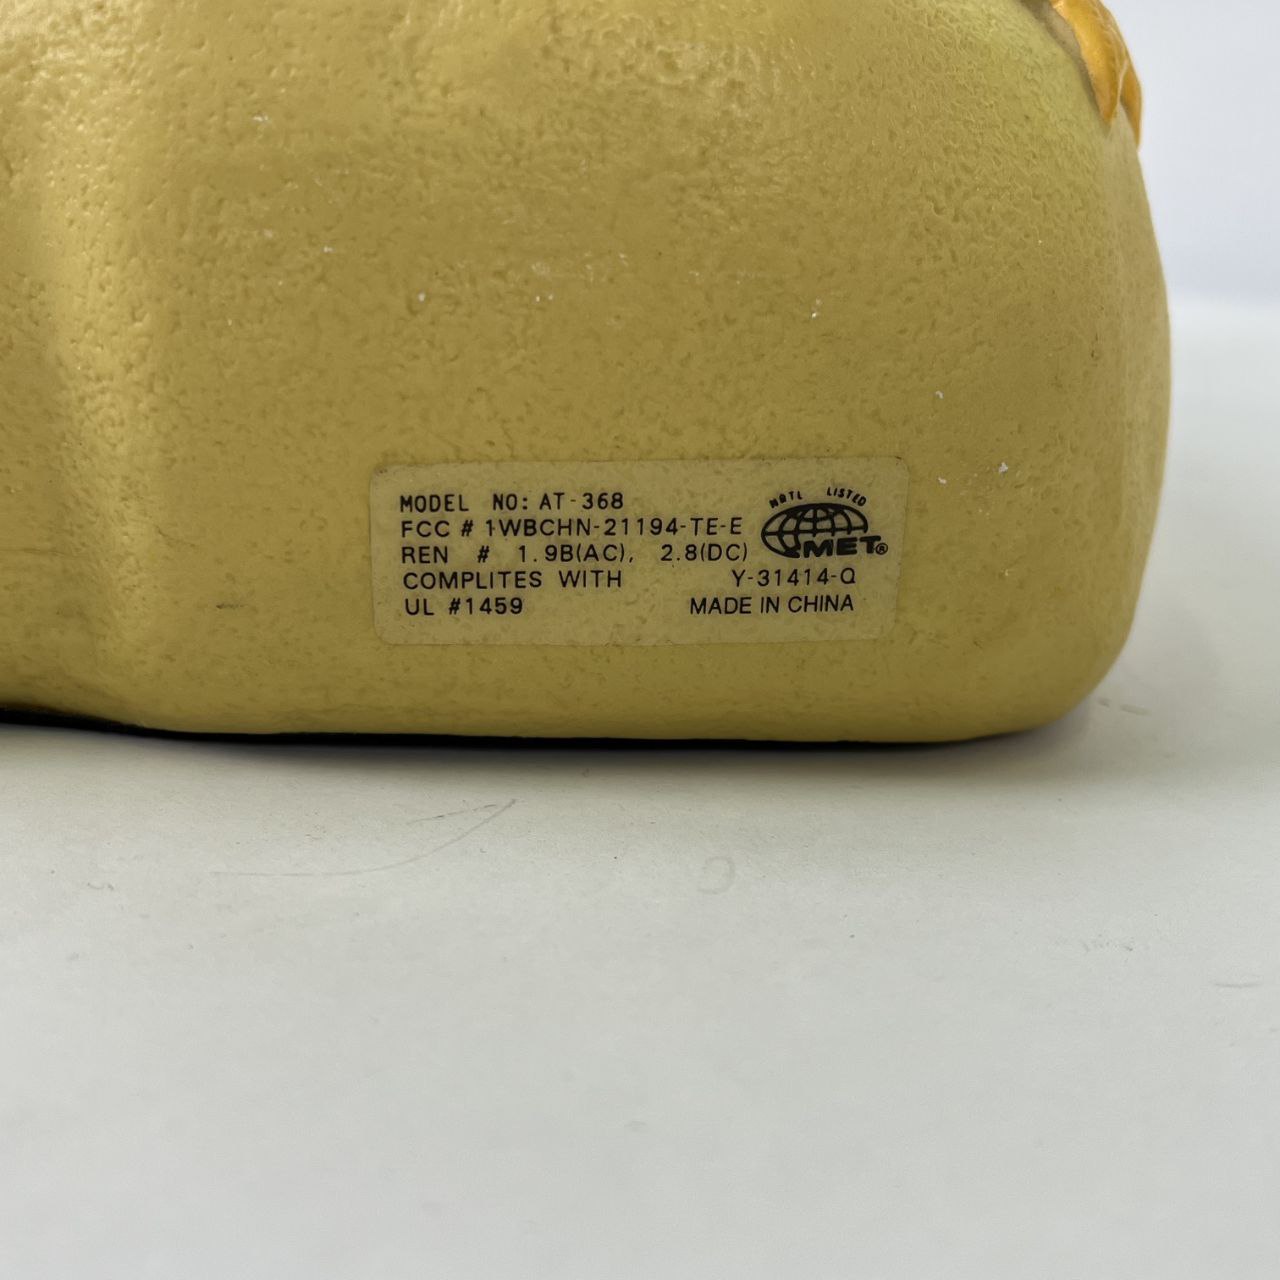 MODEL NO: AT-368
FCC # 1WBCHN-21194-TE-E
REN # 1.9B(AC), 2.8(DC)
COMPLITES WITH Y-31414-Q
UL #1459 MADE IN CHINA
NRTL LISTED
MET®